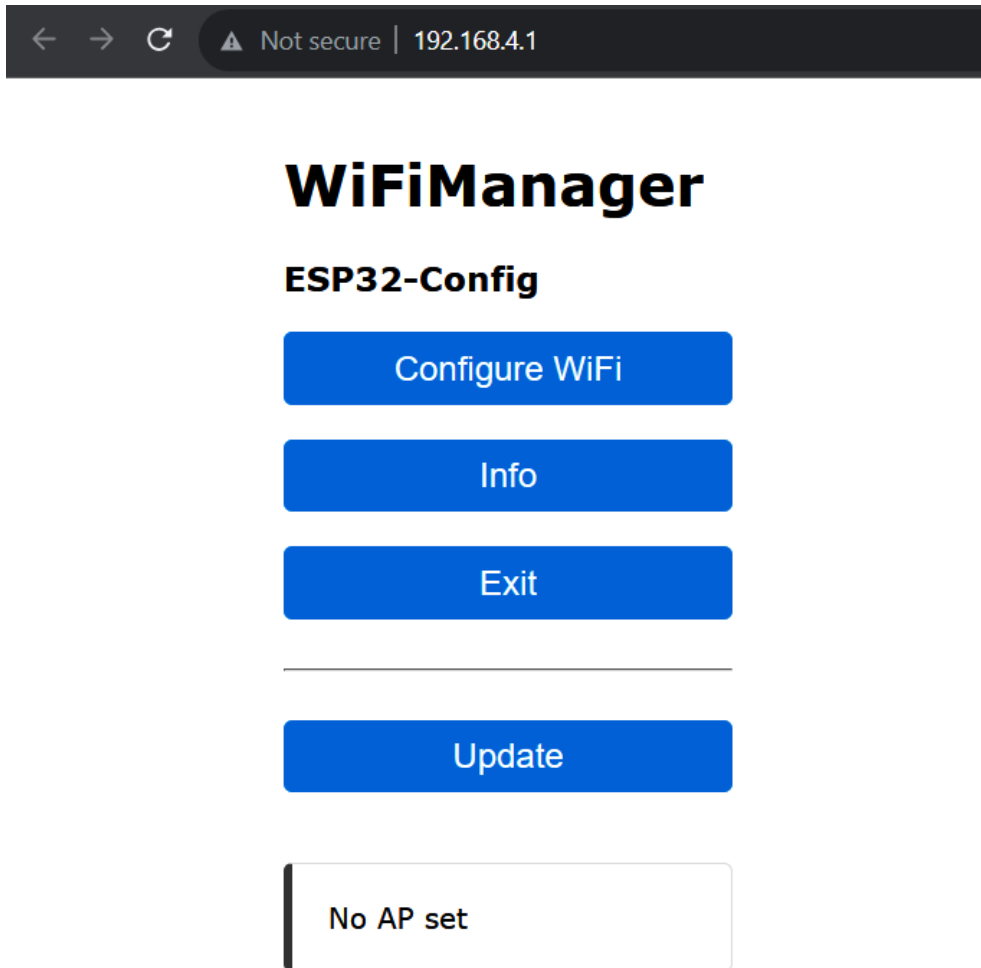 Not secure | 192.168.4.1
WiFiManager
ESP32-Config
Configure WiFi
Info
Exit
Update
No AP set